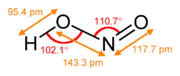 95.4 pm
O
110.7°
O
H
102.1°
N
117.7 pm
143.3 pm